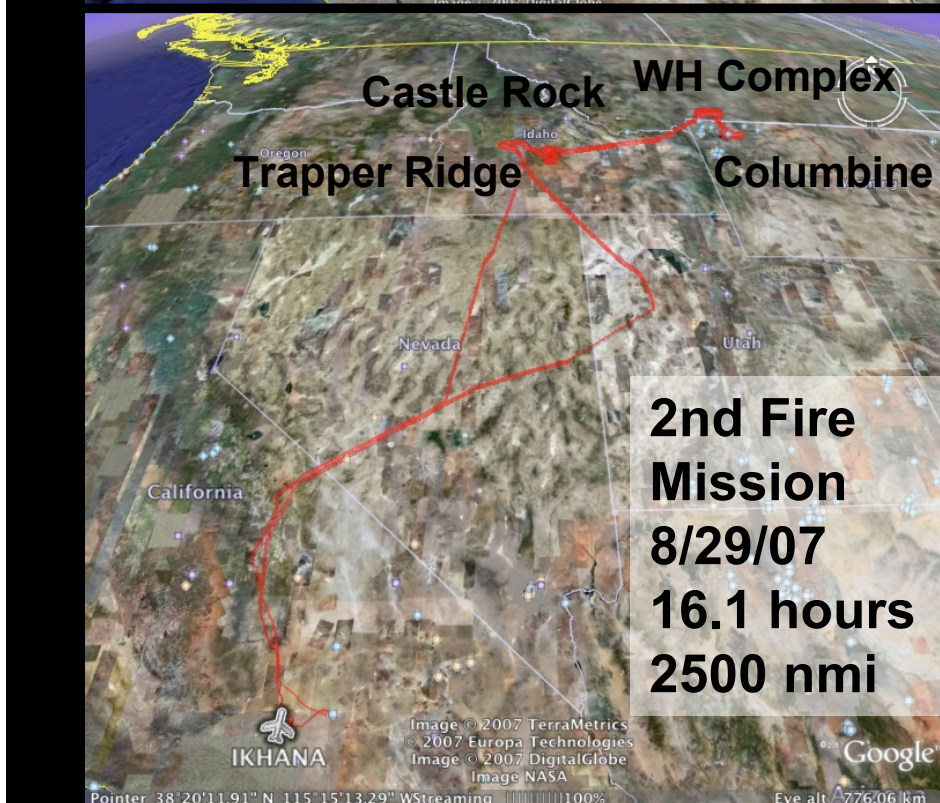 Castle Rock
WH Complex
Idaho
Oregon
Trapper Ridge
Columbine
Nevada
Utah
2nd Fire
Mission
8/29/07
16.1 hours
2500 nmi
California
IKHANA
Image © 2007 TerraMetrics
© 2007 Europa Technologies
Image © 2007 DigitalGlobe
Image NASA
©2007 Google
Pointer 38°20'11.91" N 115°15'13.29" W Streaming ||||||||| 100% Eye alt 776.06 km